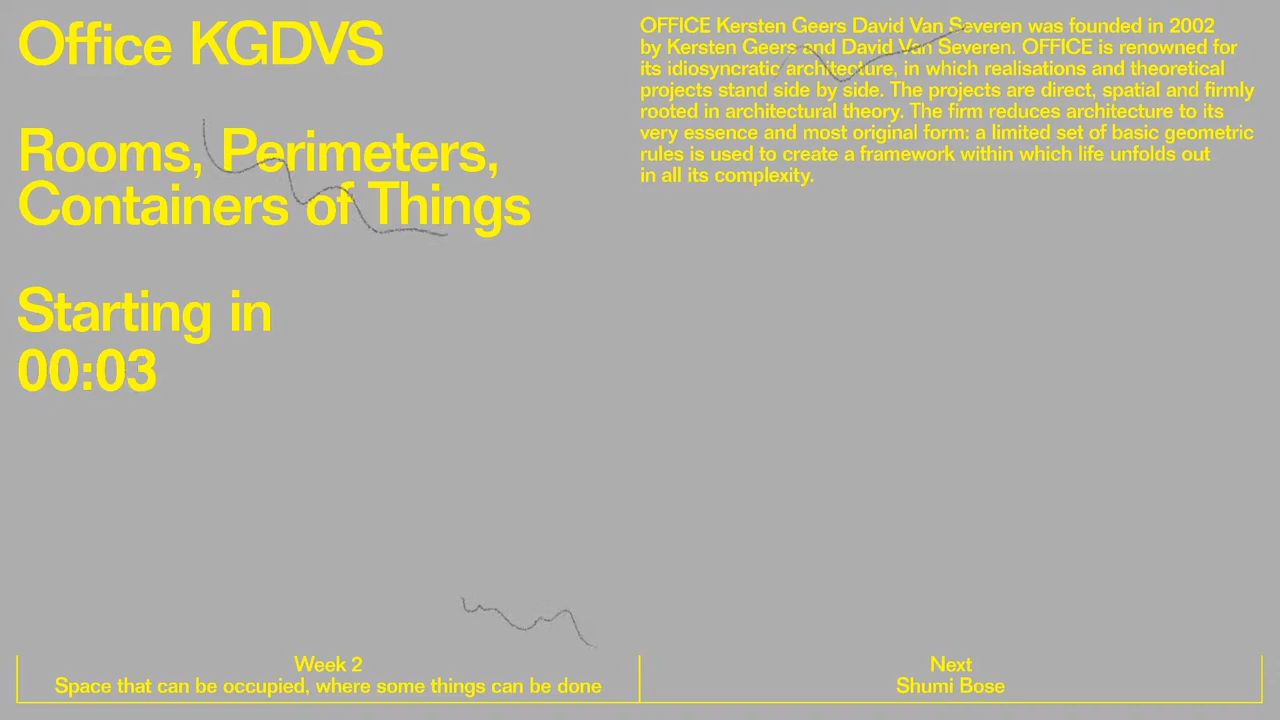 Office KGDVS
Rooms, Perimeters,
Containers of Things
Starting in
00:03
OFFICE Kersten Geers David Van Severen was founded in 2002
by Kersten Geers and David Van Severen. OFFICE is renowned for
its idiosyncratic architecture, in which realisations and theoretical
projects stand side by side. The projects are direct, spatial and firmly
rooted in architectural theory. The firm reduces architecture to its
very essence and most original form: a limited set of basic geometric
rules is used to create a framework within which life unfolds out
in all its complexity.
Week 2
Space that can be occupied, where some things can be done
Next
Shumi Bose